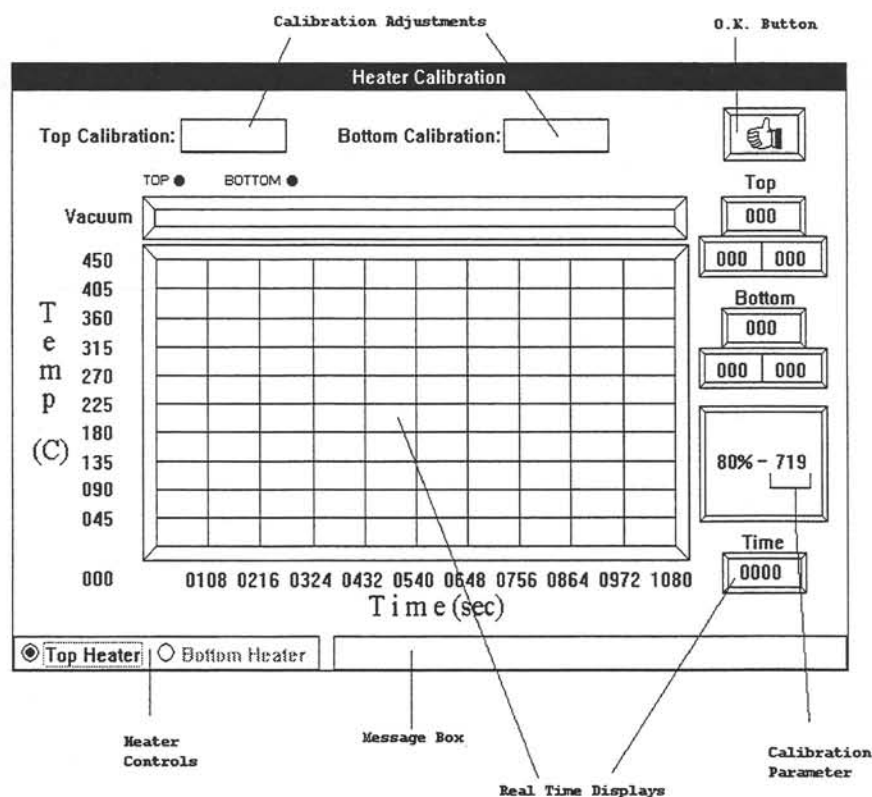 Calibration Adjustments
O.K. Button
Heater Calibration
Top Calibration:
Bottom Calibration:
TOP
BOTTOM
Top
Vacuum
000
000 000
450
405
360
315
270
225
180
135
090
045
000
Temp
(C)
Bottom
000
000 000
80% - 719
Time
0000
0108 0216 0324 0432 0540 0648 0756 0864 0972 1080
Time (sec)
Top Heater
Bottom Heater
Heater
Controls
Message Box
Real Time Displays
Calibration
Parameter